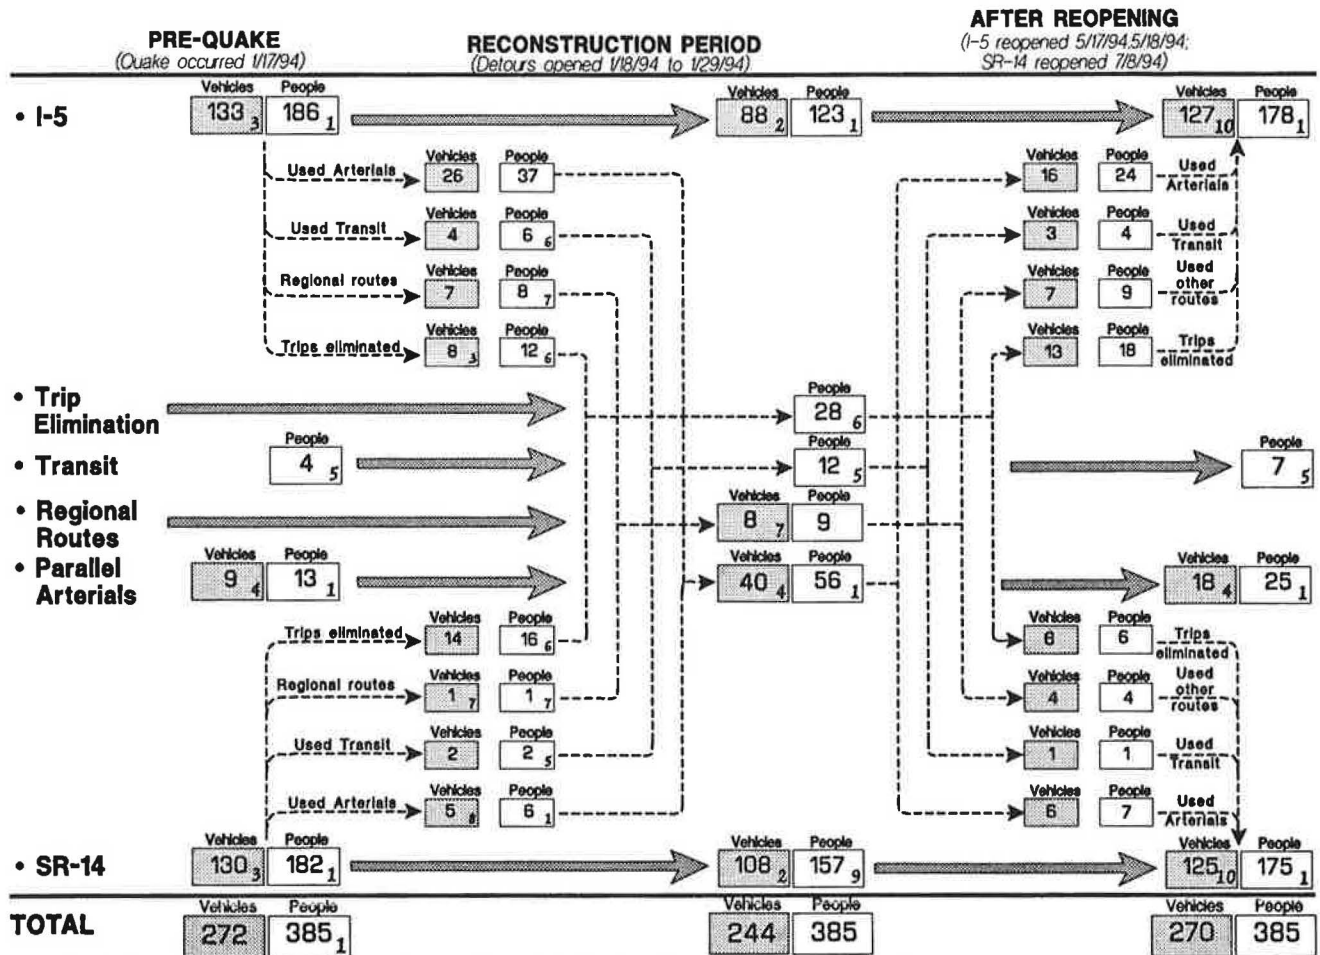 PRE-QUAKE
(Quake occurred 1/17/94)
RECONSTRUCTION PERIOD
(Detours opened 1/18/94 to 1/29/94)
AFTER REOPENING
(I-5 reopened 5/17/94,5/18/94;
SR-14 reopened 7/8/94)
Vehicles People Vehicles People Vehicles People
• I-5 133 3 186 1 88 2 123 1 127 10 178 1
Vehicles People Vehicles People
Used Arterials 26 37 16 24 Used Arterials
Vehicles People Vehicles People
Used Transit 4 6 6 3 4 Used Transit
Vehicles People Vehicles People
Regional routes 7 8 7 7 9 Used other routes
Vehicles People Vehicles People
Trips eliminated 8 3 12 6 13 18 Trips eliminated
People
• Trip Elimination 28 6
People People People
• Transit 4 5 12 5 7 5
Vehicles People
• Regional Routes 8 7 9
Vehicles People Vehicles People Vehicles People
• Parallel Arterials 9 4 13 1 40 4 56 1 18 4 25 1
Vehicles People Vehicles People
Trips eliminated 14 16 6 6 Trips eliminated
Vehicles People Vehicles People
Regional routes 1 7 1 7 4 4 Used other routes
Vehicles People Vehicles People
Used Transit 2 2 5 1 1 Used Transit
Vehicles People Vehicles People
Used Arterials 5 6 1 6 7 Used Arterials
Vehicles People Vehicles People Vehicles People
• SR-14 130 3 182 1 108 2 157 9 125 10 175 1
Vehicles People Vehicles People Vehicles People
TOTAL 272 385 1 244 385 270 385